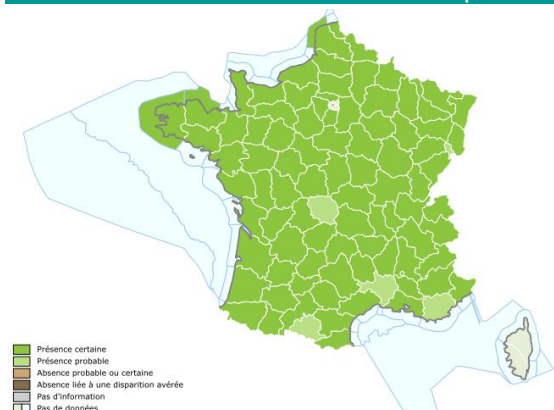 Présence certaine
Présence probable
Absence probable ou certaine
Absence liée à une disparition avérée
Pas d'information
Pas de données